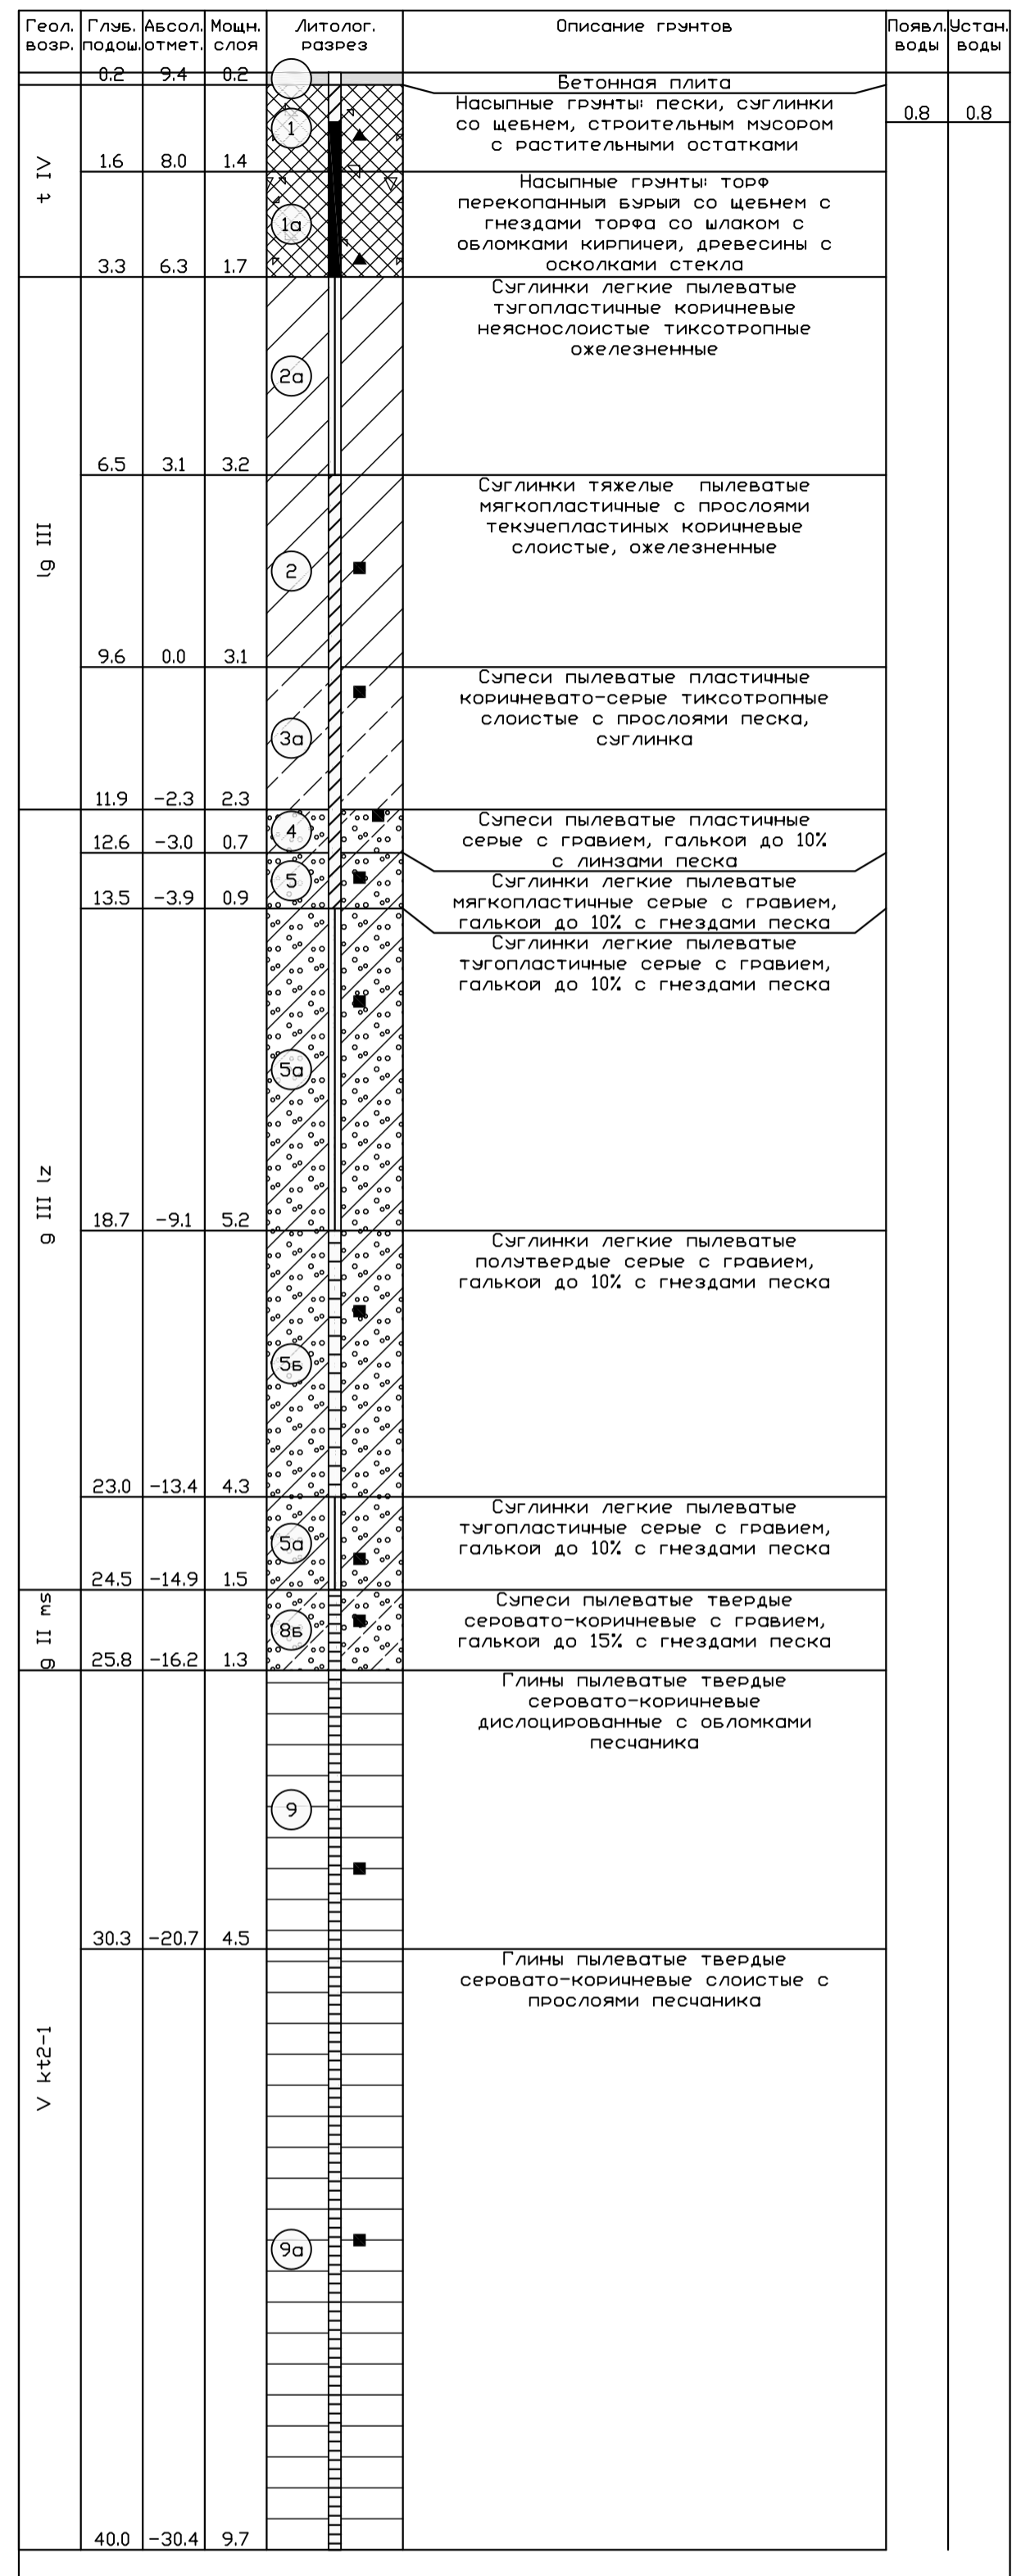 Геол. возр.
Глуб. подош.
Абсол. отмет.
Мощн. слоя
Литолог. разрез
Описание грунтов
Появл. воды
Устан. воды
0.2 9.4 0.2
Бетонная плита
0.8 0.8
t IV
1
1.6 8.0 1.4
Насыпные грунты: пески, суглинки
со щебнем, строительным мусором
с растительными остатками
1а
3.3 6.3 1.7
Насыпные грунты: торф
перекопанный бурый со щебнем с
гнездами торфа со шлаком с
обломками кирпичей, древесины с
осколками стекла
lg III
2а
6.5 3.1 3.2
Суглинки легкие пылеватые
тугопластичные коричневые
неяснослоистые тиксотропные
ожелезненные
2
9.6 0.0 3.1
Суглинки тяжелые пылеватые
мягкопластичные с прослоями
текучепластиных коричневые
слоистые, ожелезненные
3а
11.9 -2.3 2.3
Супеси пылеватые пластичные
коричневато-серые тиксотропные
слоистые с прослоями песка,
суглинка
g III lz
4
12.6 -3.0 0.7
Супеси пылеватые пластичные
серые с гравием, галькой до 10%
с линзами песка
5
13.5 -3.9 0.9
Суглинки легкие пылеватые
мягкопластичные серые с гравием,
галькой до 10% с гнездами песка
5а
18.7 -9.1 5.2
Суглинки легкие пылеватые
тугопластичные серые с гравием,
галькой до 10% с гнездами песка
5Б
23.0 -13.4 4.3
Суглинки легкие пылеватые
полутвердые серые с гравием,
галькой до 10% с гнездами песка
5а
24.5 -14.9 1.5
Суглинки легкие пылеватые
тугопластичные серые с гравием,
галькой до 10% с гнездами песка
g II ms
8Б
25.8 -16.2 1.3
Супеси пылеватые твердые
серовато-коричневые с гравием,
галькой до 15% с гнездами песка
V kt2-1
9
30.3 -20.7 4.5
Глины пылеватые твердые
серовато-коричневые
дислоцированные с обломками
песчаника
9а
40.0 -30.4 9.7
Глины пылеватые твердые
серовато-коричневые слоистые с
прослоями песчаника